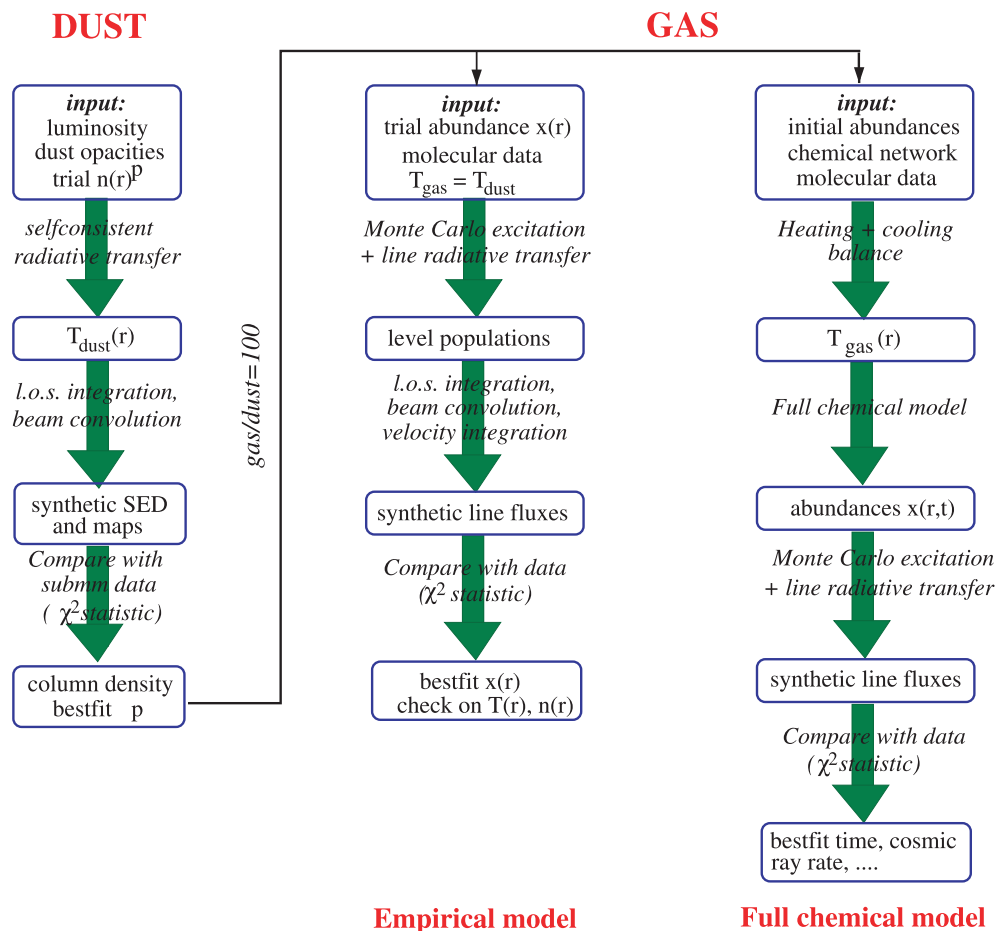 DUST
GAS
input:
luminosity
dust opacities
trial n(r)^p
selfconsistent
radiative transfer
T_dust(r)
l.o.s. integration,
beam convolution
synthetic SED
and maps
Compare with
submm data
( χ² statistic)
column density
bestfit p
gas/dust=100
input:
trial abundance x(r)
molecular data
T_gas = T_dust
Monte Carlo excitation
+ line radiative transfer
level populations
l.o.s. integration,
beam convolution,
velocity integration
synthetic line fluxes
Compare with data
(χ² statistic)
bestfit x(r)
check on T(r), n(r)
Empirical model
input:
initial abundances
chemical network
molecular data
Heating + cooling
balance
T_gas (r)
Full chemical model
abundances x(r,t)
Monte Carlo excitation
+ line radiative transfer
synthetic line fluxes
Compare with data
( χ² statistic)
bestfit time, cosmic
ray rate, ....
Full chemical model